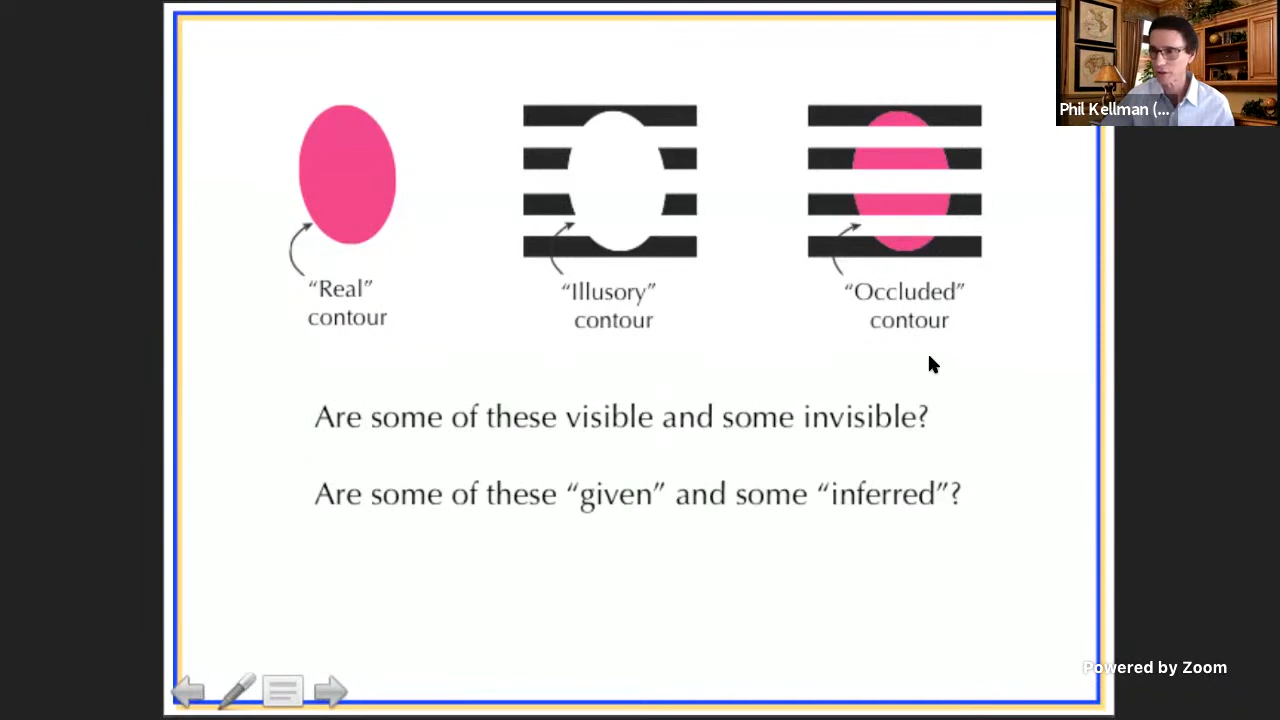 Phil Kellman (...
"Real"
contour
"Illusory"
contour
"Occluded"
contour
Are some of these visible and some invisible?
Are some of these "given" and some "inferred"?
Powered by Zoom